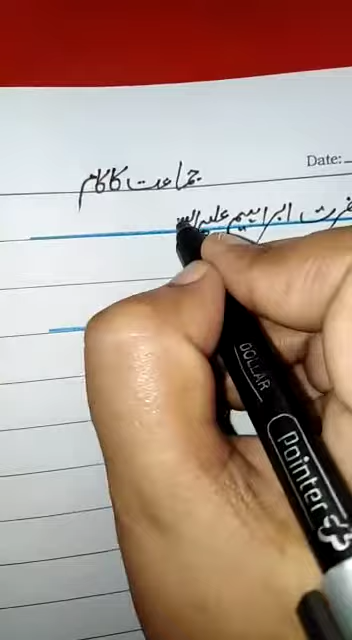 Date:
جماعت کا کام
حضرت ابراہیم علیہ
DOLLAR
Pointer